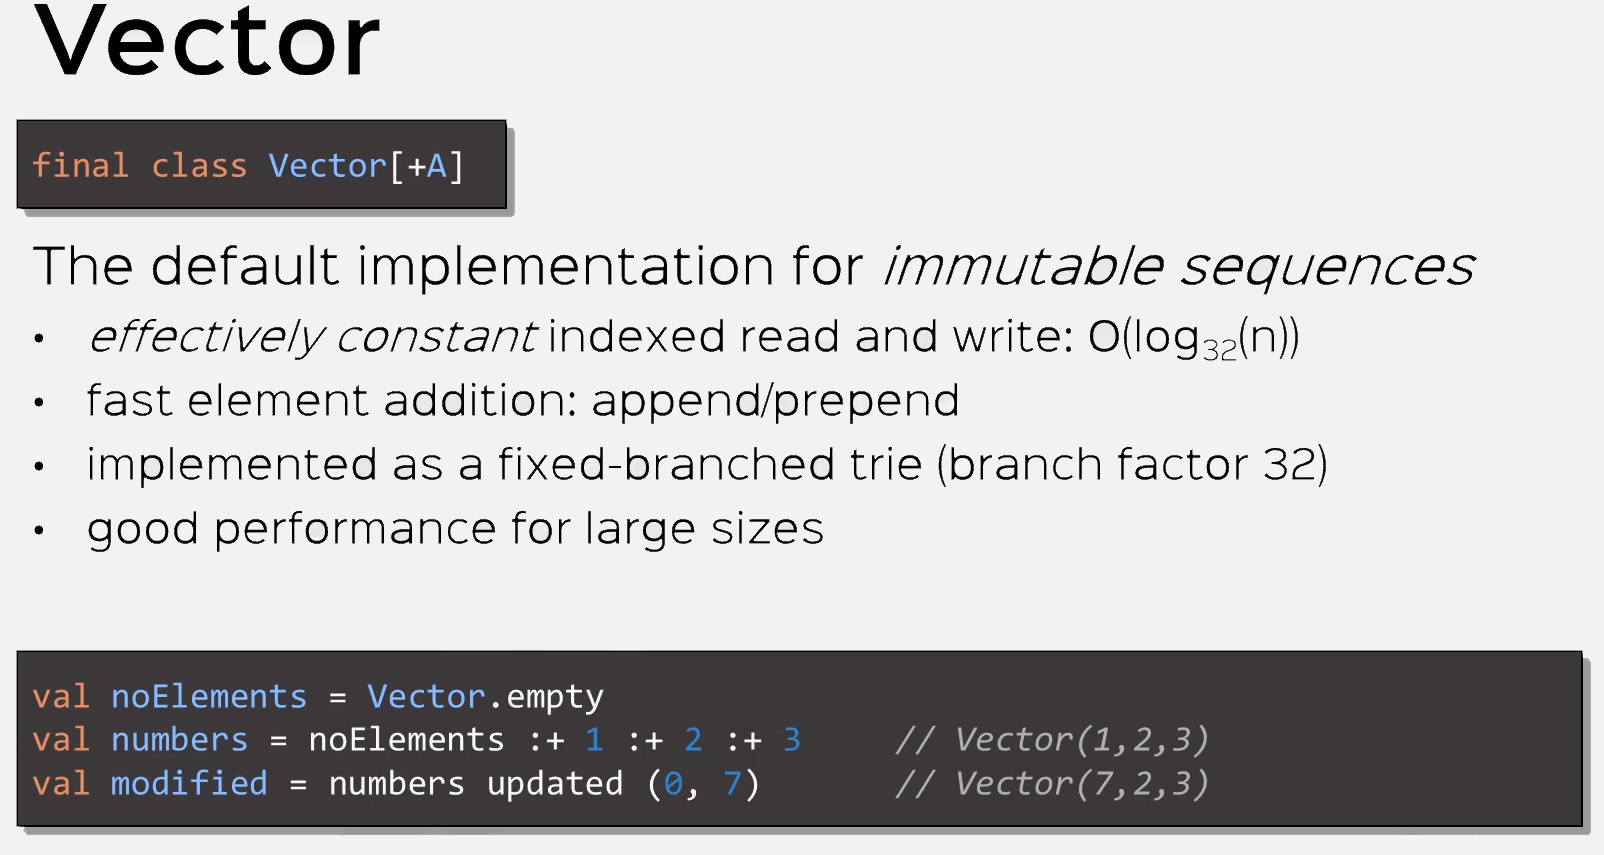 Vector
final class Vector[+A]
The default implementation for immutable sequences
• effectively constant indexed read and write: O(log32(n))
• fast element addition: append/prepend
• implemented as a fixed-branched trie (branch factor 32)
• good performance for large sizes
val noElements = Vector.empty
val numbers = noElements :+ 1 :+ 2 :+ 3 // Vector(1,2,3)
val modified = numbers updated (0, 7) // Vector(7,2,3)